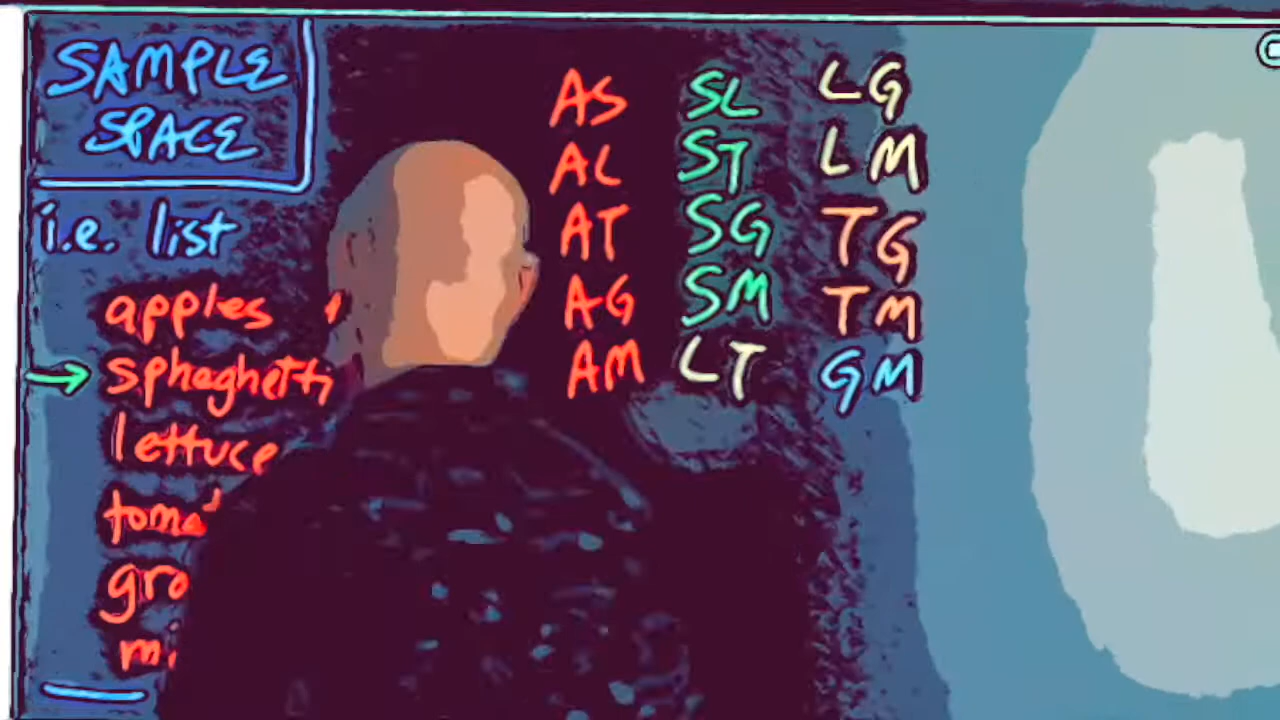 SAMPLE
SPACE
i.e. list
apples
sphaghetti
lettuce
AS SL LG
AL ST LM
AT SG TG
AG SM TM
AM LT GM